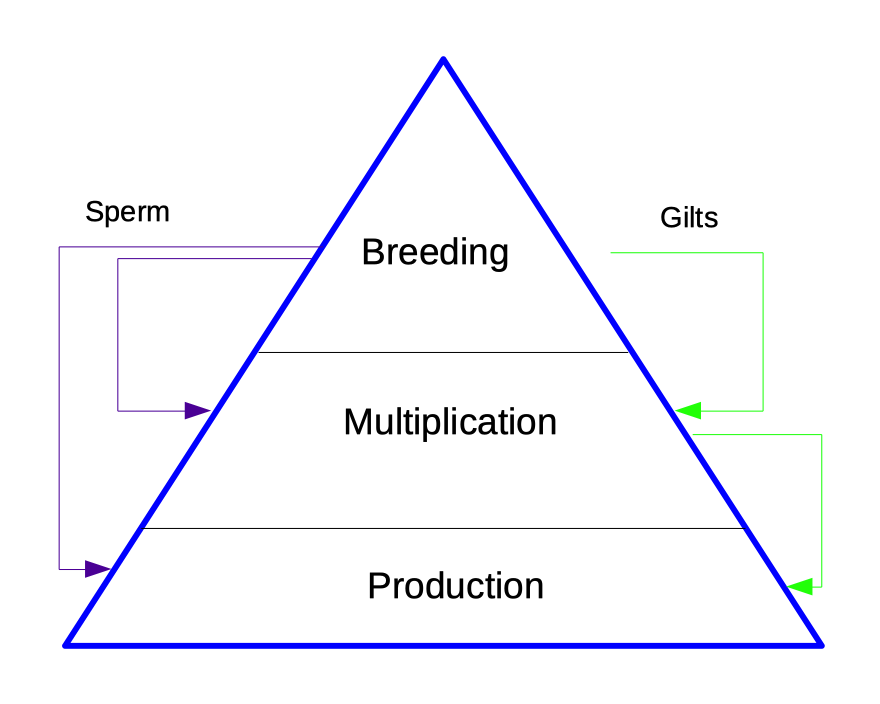 Sperm
Gilts
Breeding
Multiplication
Production